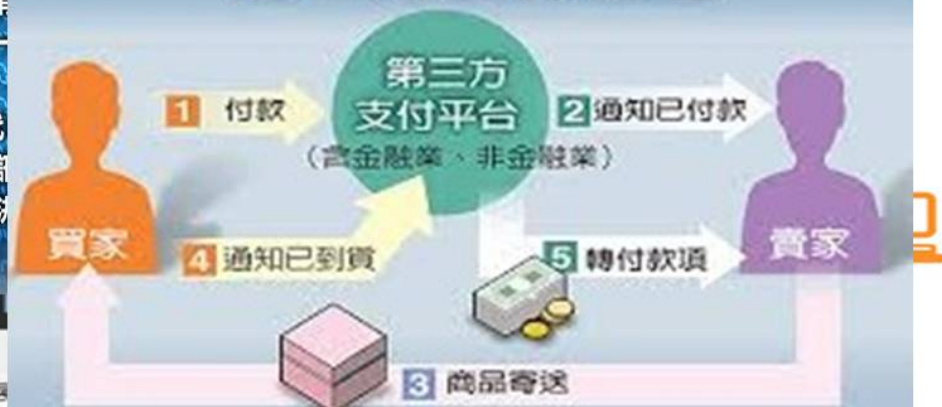 第三方
支付平台
（含金融業、非金融業）
1 付款
2 通知已付款
買家
4 通知已到貨
5 轉付款項
賣家
3 商品寄送